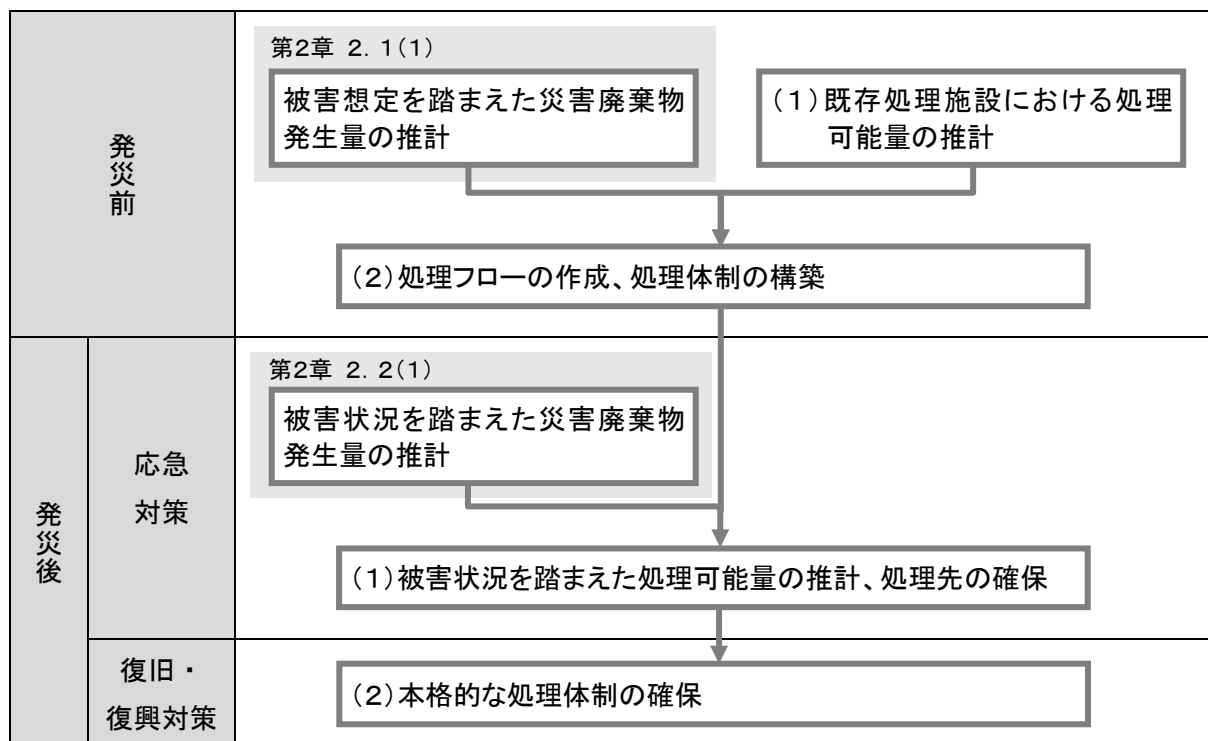 発災前
第2章 2.1(1)
被害想定を踏まえた災害廃棄物
発生量の推計
(1)既存処理施設における処理
可能量の推計
(2)処理フローの作成、処理体制の構築
発災後
応急
対策
第2章 2.2(1)
被害状況を踏まえた災害廃棄物
発生量の推計
(1)被害状況を踏まえた処理可能量の推計、処理先の確保
復旧・
復興対策
(2)本格的な処理体制の確保